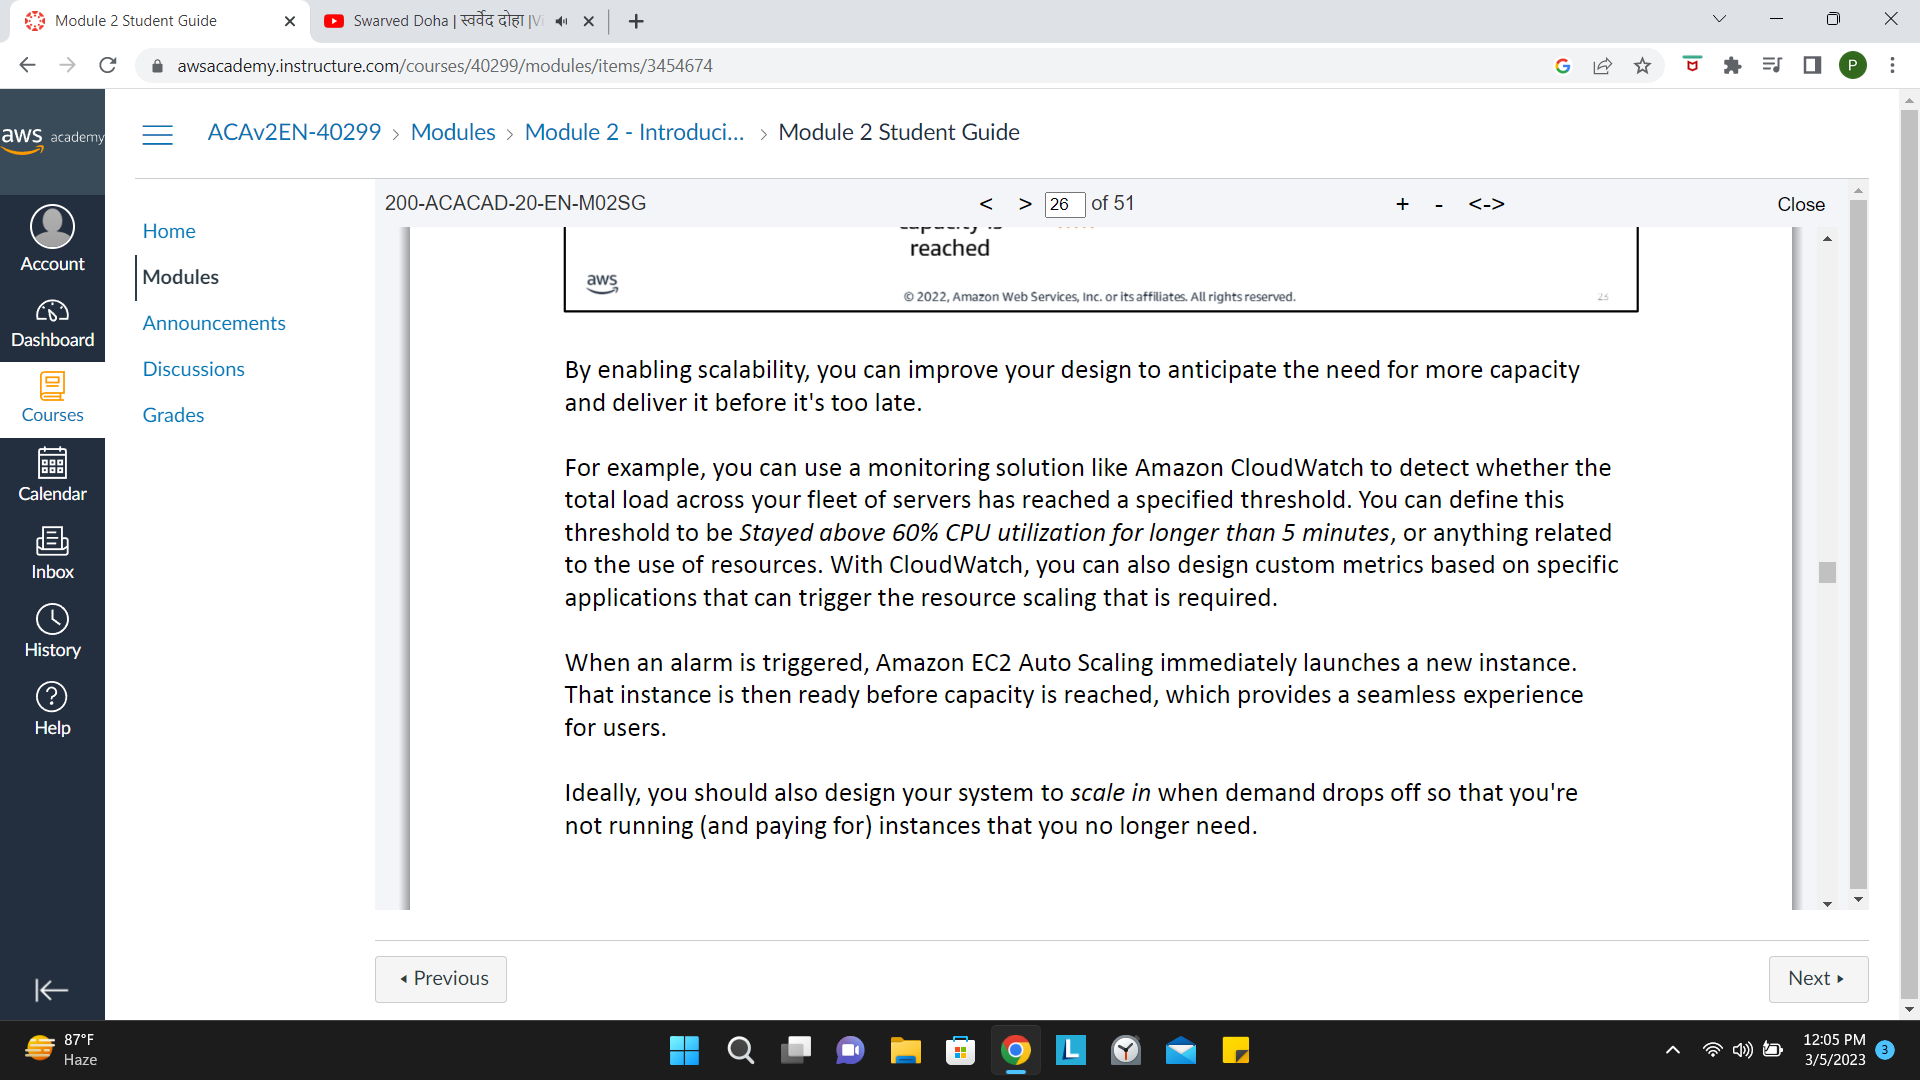 Module 2 Student Guide
Swarved Doha | स्वर्वेद दोहा |Vi
awsacademy.instructure.com/courses/40299/modules/items/3454674
P
aws academy
ACAv2EN-40299 > Modules > Module 2 - Introduci... > Module 2 Student Guide
200-ACACAD-20-EN-M02SG
< > 26 of 51
+ - <->
Close
Account
Dashboard
Courses
Calendar
Inbox
History
Help
Home
Modules
Announcements
Discussions
Grades
reached
aws
© 2022, Amazon Web Services, Inc. or its affiliates. All rights reserved.
By enabling scalability, you can improve your design to anticipate the need for more capacity
and deliver it before it's too late.
For example, you can use a monitoring solution like Amazon CloudWatch to detect whether the
total load across your fleet of servers has reached a specified threshold. You can define this
threshold to be Stayed above 60% CPU utilization for longer than 5 minutes, or anything related
to the use of resources. With CloudWatch, you can also design custom metrics based on specific
applications that can trigger the resource scaling that is required.
When an alarm is triggered, Amazon EC2 Auto Scaling immediately launches a new instance.
That instance is then ready before capacity is reached, which provides a seamless experience
for users.
Ideally, you should also design your system to scale in when demand drops off so that you're
not running (and paying for) instances that you no longer need.
Previous
Next
87°F
Haze
12:05 PM
3/5/2023
3